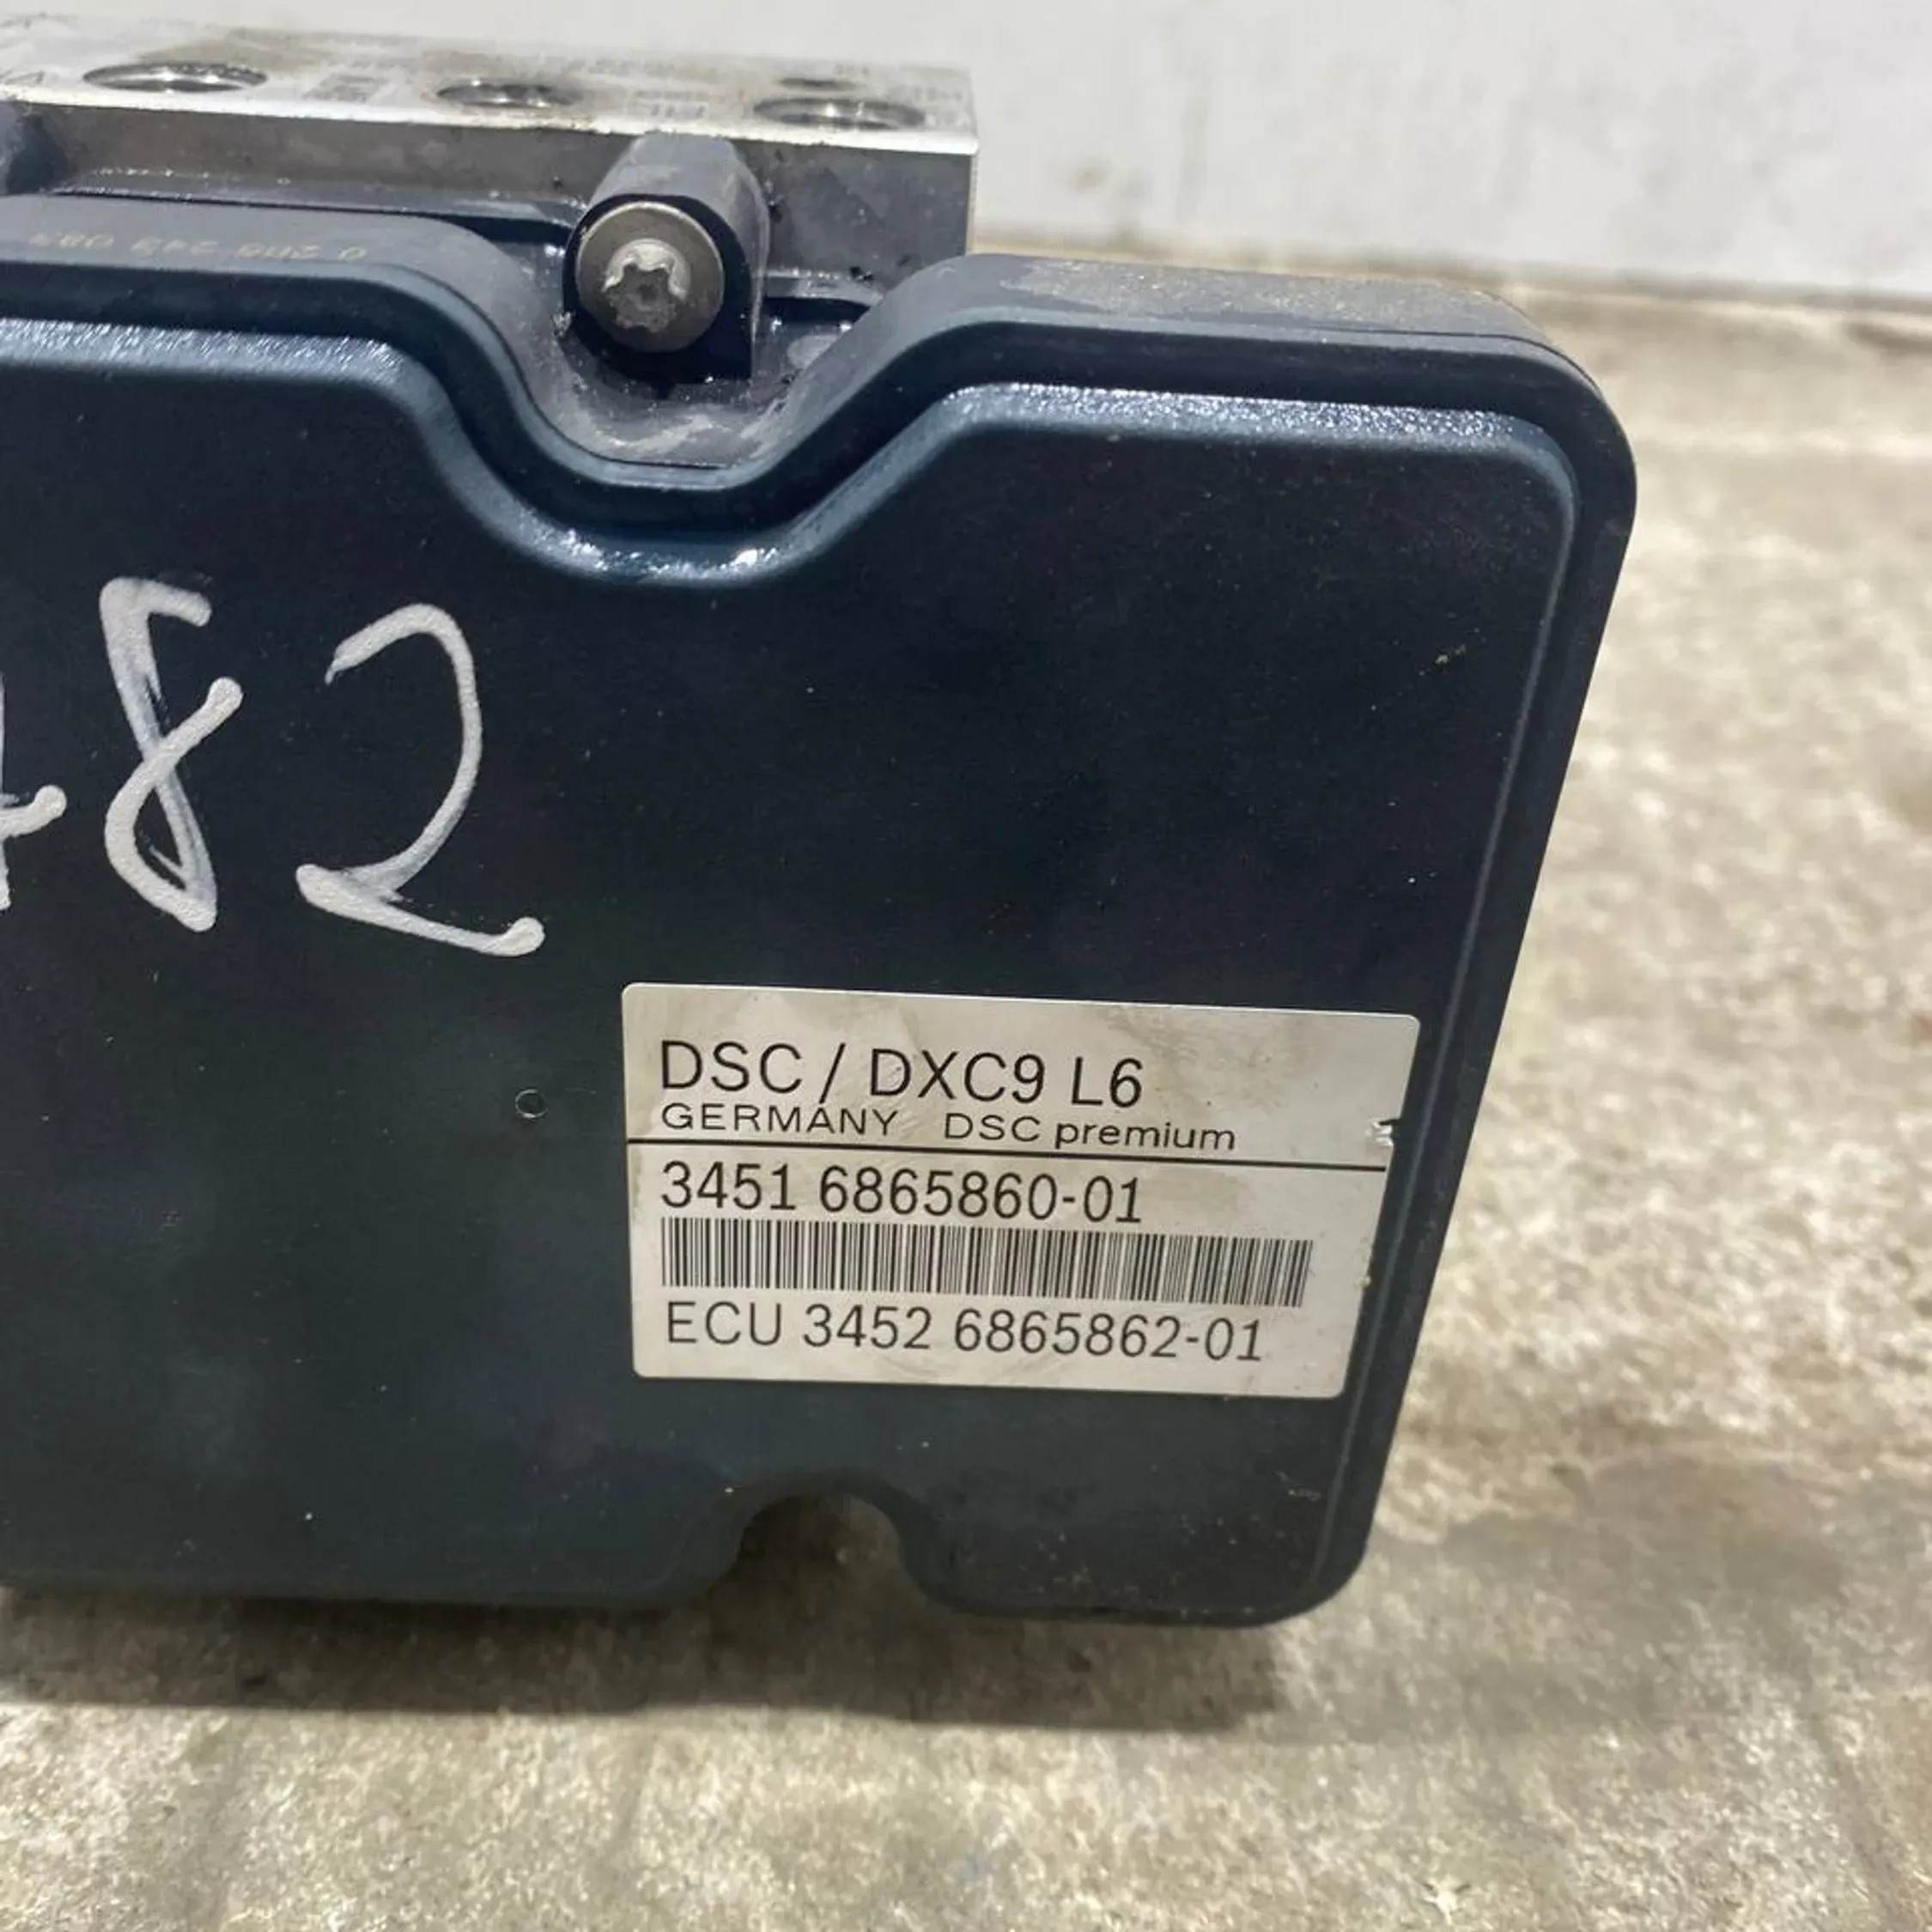 482
DSC / DXC9 L6
GERMANY DSC premium
3451 6865860-01
ECU 3452 6865862-01